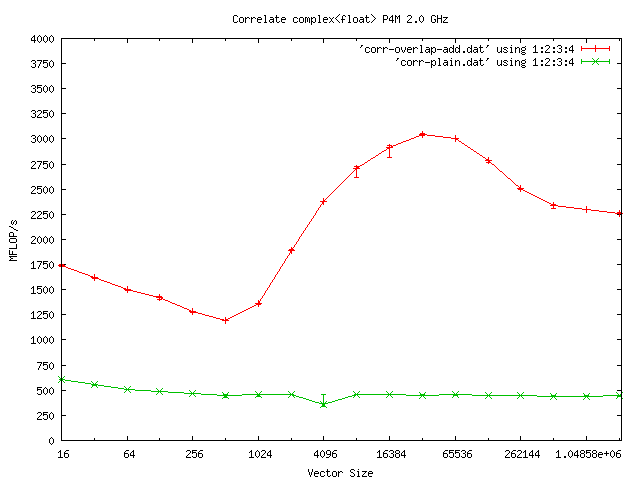 Correlate complex<float> P4M 2.0 GHz
'corr-overlap-add.dat' using 1:2:3:4
'corr-plain.dat' using 1:2:3:4
4000
3750
3500
3250
3000
2750
2500
2250
2000
1750
1500
1250
1000
750
500
250
0
MFLOP/s
16 64 256 1024 4096 16384 65536 262144 1.04858e+06
Vector Size